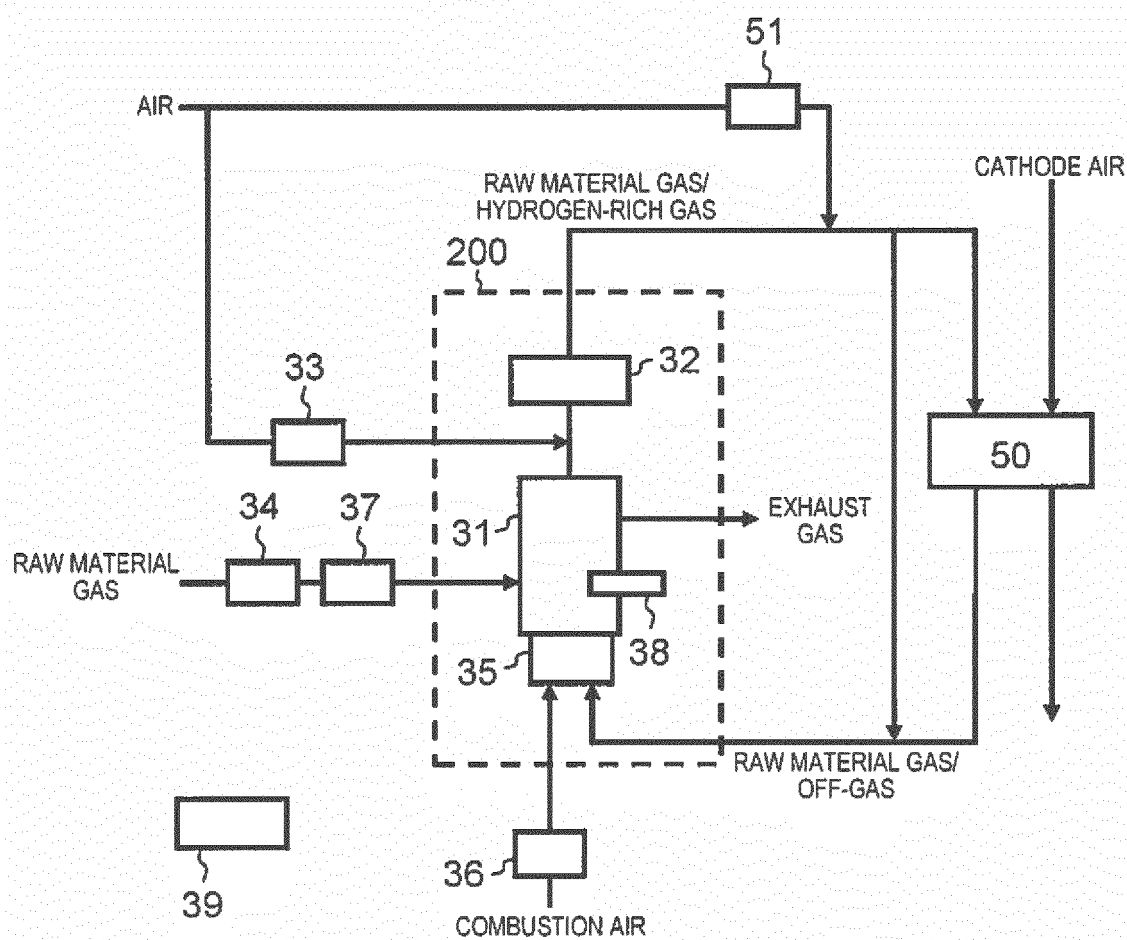 51
AIR
CATHODE AIR
RAW MATERIAL GAS/
HYDROGEN-RICH GAS
200
32
33
50
34
37
31
EXHAUST
GAS
RAW MATERIAL
GAS
38
35
RAW MATERIAL GAS/
OFF-GAS
39
36
COMBUSTION AIR